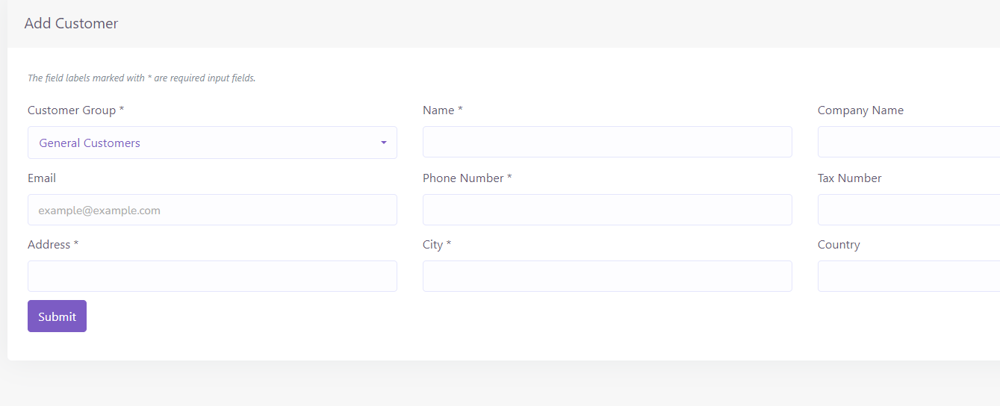 Add Customer
The field labels marked with * are required input fields.
Customer Group * Name * Company Name
General Customers
Email Phone Number * Tax Number
example@example.com
Address * City * Country
Submit